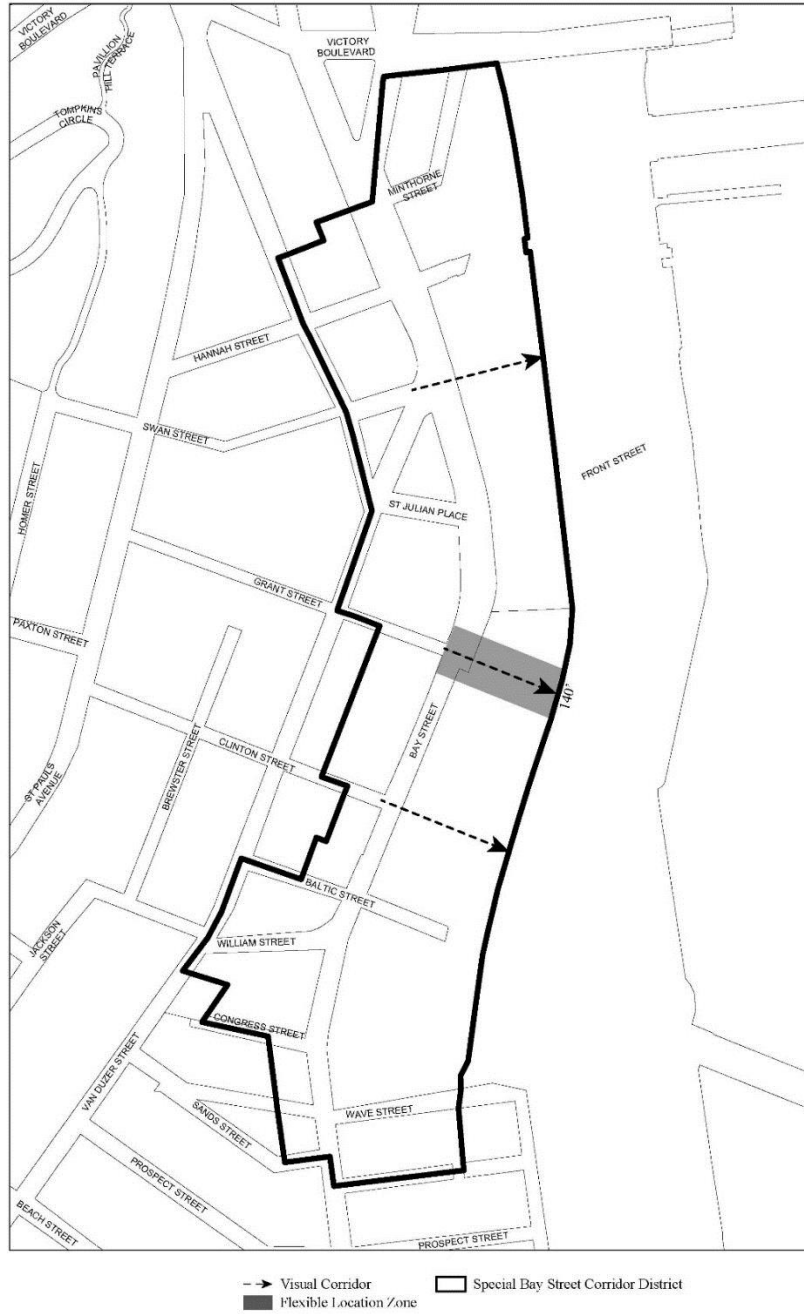 VICTORY
BOULEVARD
PAVILLION
HILL TERRACE
VICTORY
BOULEVARD
TOMPKINS
CIRCLE
MINTHORNE
STREET
HANNAH STREET
SWAN STREET
FRONT STREET
HOMER STREET
ST JULIAN PLACE
GRANT STREET
PAXTON STREET
140'
BAY STREET
CLINTON STREET
BREWSTER STREET
ST PAULS
AVENUE
BALTIC STREET
JACKSON
STREET
WILLIAM STREET
CONGRESS STREET
VAN DUZER STREET
WAVE STREET
SANDS STREET
PROSPECT STREET
BEACH STREET
PROSPECT STREET
Visual Corridor
Special Bay Street Corridor District
Flexible Location Zone